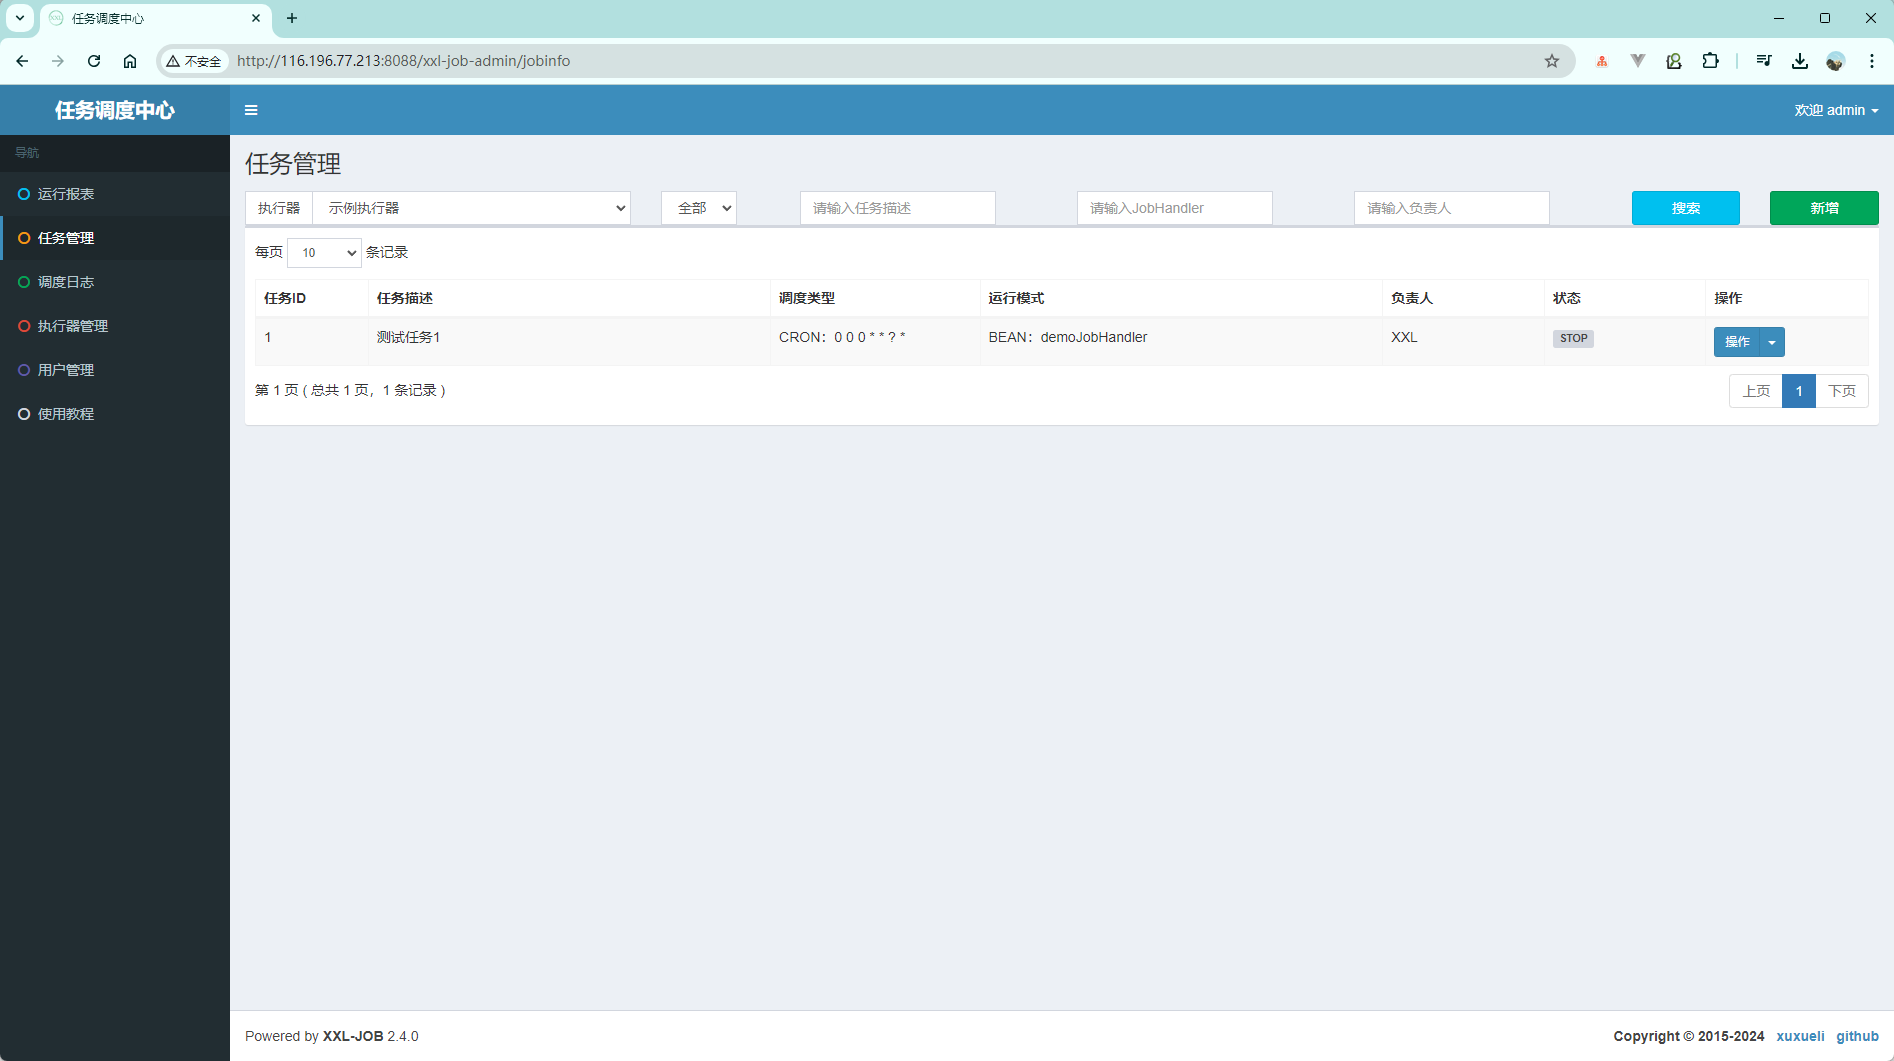 任务调度中心
不安全 http://116.196.77.213:8088/xxl-job-admin/jobinfo
任务调度中心
欢迎 admin
导航
运行报表
任务管理
调度日志
执行器管理
用户管理
使用教程
任务管理
执行器 示例执行器 全部 请输入任务描述 请输入JobHandler 请输入负责人 搜索 新增
每页 10 条记录
任务ID 任务描述 调度类型 运行模式 负责人 状态 操作
1 测试任务1 CRON：0 0 0 * * ? * BEAN：demoJobHandler XXL STOP 操作
第 1 页 ( 总共 1 页，1 条记录 ) 上页 1 下页
Powered by XXL-JOB 2.4.0
Copyright © 2015-2024 xuxueli github